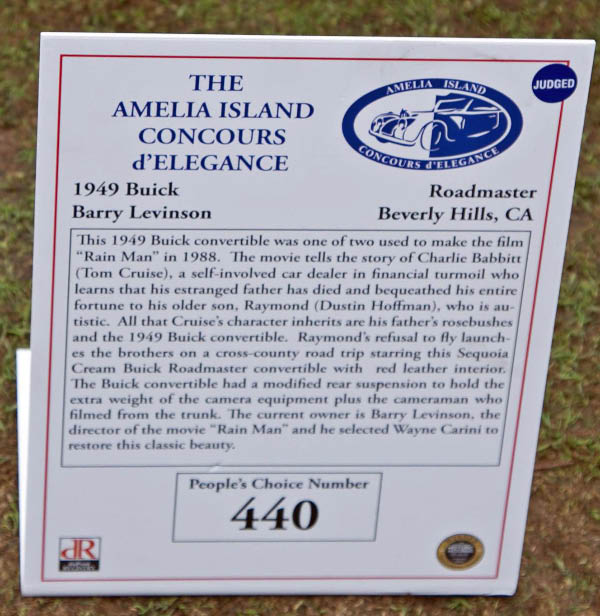 THE
AMELIA ISLAND
CONCOURS
d'ELEGANCE
AMELIA ISLAND
CONCOURS d'ELEGANCE
JUDGED
1949 Buick Roadmaster
Barry Levinson Beverly Hills, CA
This 1949 Buick convertible was one of two used to make the film
"Rain Man" in 1988. The movie tells the story of Charlie Babbitt
(Tom Cruise), a self-involved car dealer in financial turmoil who
learns that his estranged father has died and bequeathed his entire
fortune to his older son, Raymond (Dustin Hoffman), who is au-
tistic. All that Cruise's character inherits are his father's rosebushes
and the 1949 Buick convertible. Raymond's refusal to fly launch-
es the brothers on a cross-county road trip starring this Sequoia
Cream Buick Roadmaster convertible with red leather interior.
The Buick convertible had a modified rear suspension to hold the
extra weight of the camera equipment plus the cameraman who
filmed from the trunk. The current owner is Barry Levinson, the
director of the movie "Rain Man" and he selected Wayne Carini to
restore this classic beauty.
People's Choice Number
440
dR